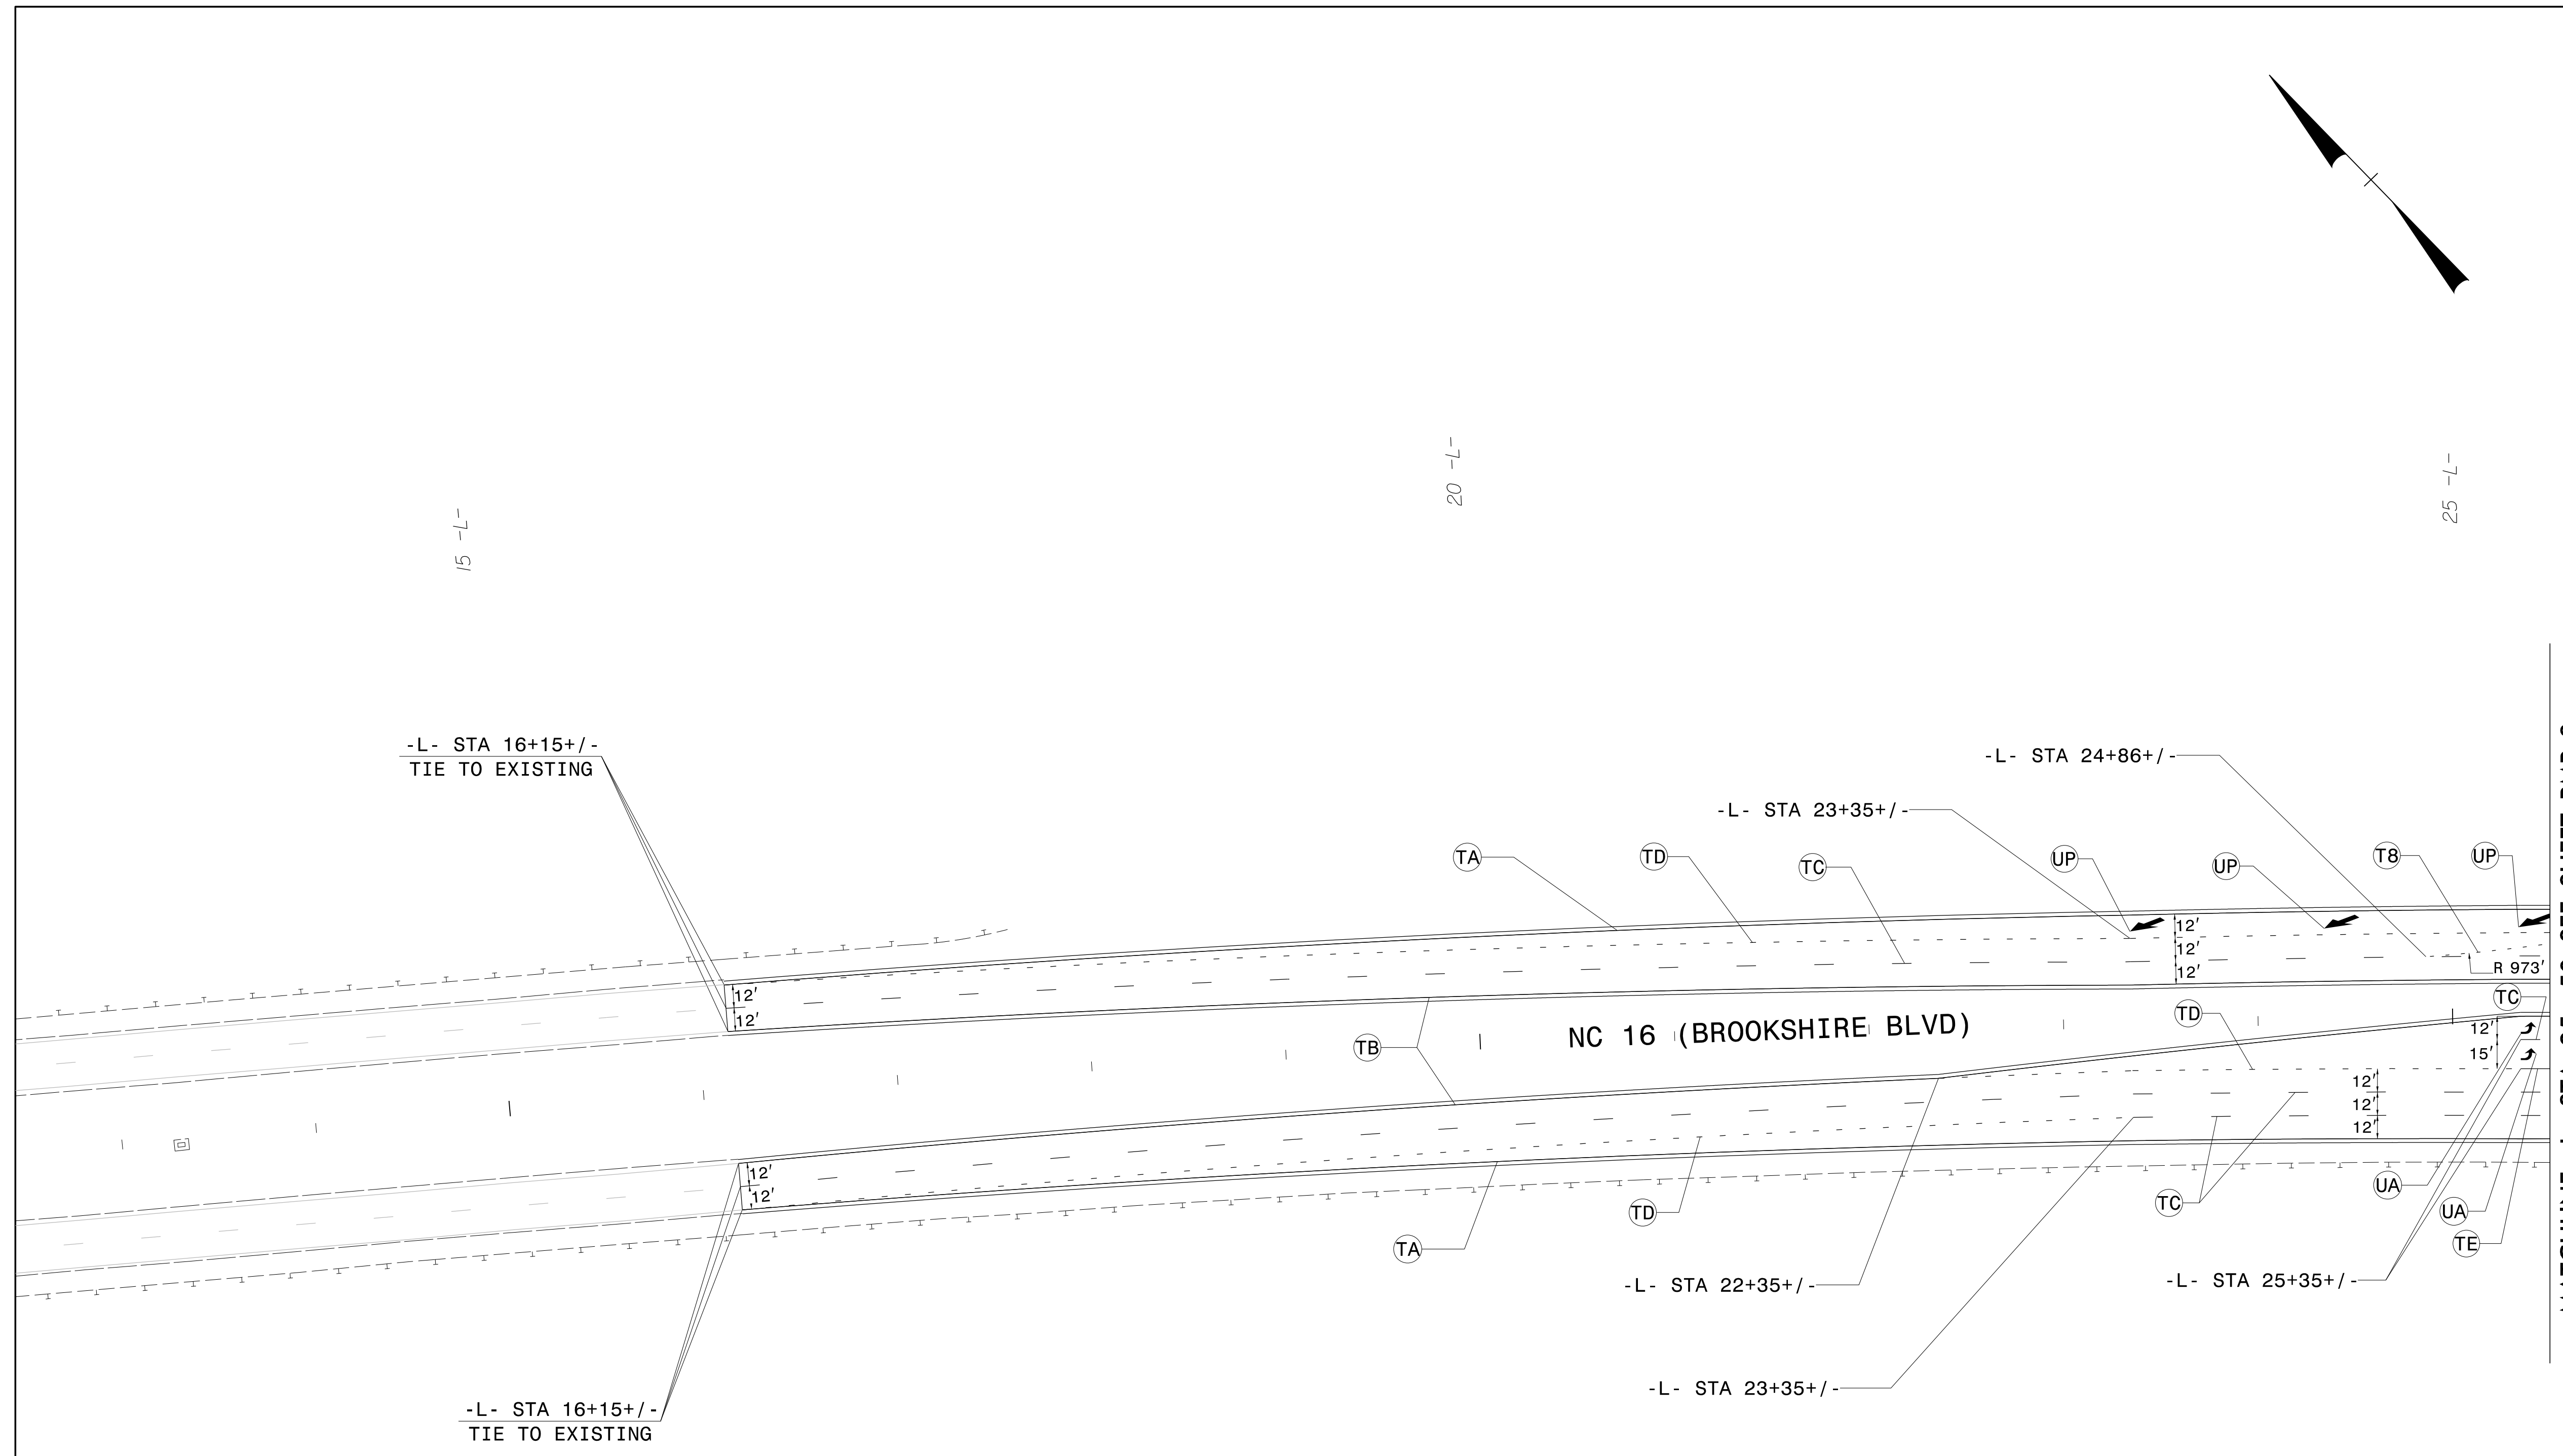 15 -L-
20 -L-
25 -L-
-L- STA 16+15+/-
TIE TO EXISTING
-L- STA 24+86+/-
-L- STA 23+35+/-
TA
TD
TC
UP
UP
T8
UP
12'
12'
12'
R 973'
12'
12'
TC
TD
NC 16 (BROOKSHIRE BLVD)
TB
12'
15'
12'
12'
12'
12'
12'
TD
TC
UA
UA
TA
TE
-L- STA 22+35+/-
-L- STA 25+35+/-
-L- STA 23+35+/-
-L- STA 16+15+/-
TIE TO EXISTING